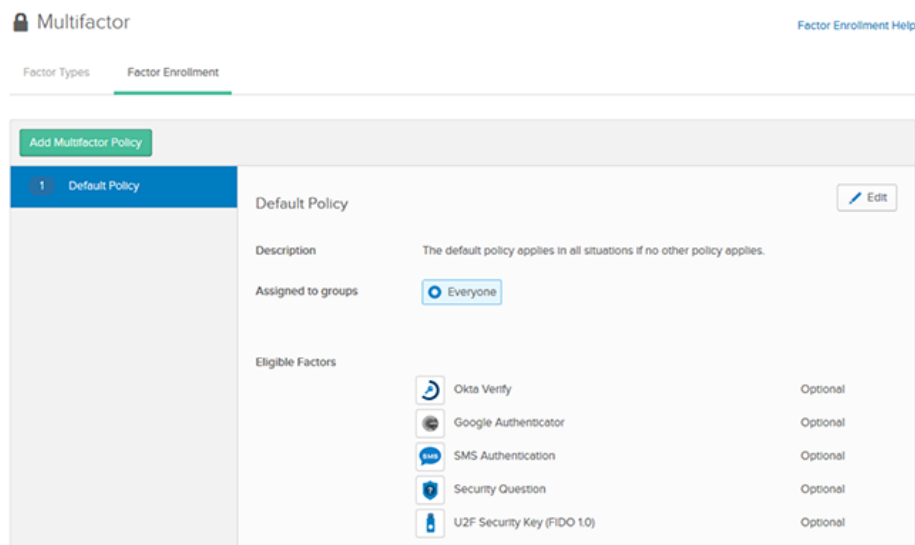 Multifactor
Factor Enrollment Help
Factor Types Factor Enrollment
Add Multifactor Policy
1 Default Policy
Default Policy
Edit
Description The default policy applies in all situations if no other policy applies.
Assigned to groups Everyone
Eligible Factors
Okta Verify Optional
Google Authenticator Optional
SMS SMS Authentication Optional
? Security Question Optional
U2F Security Key (FIDO 1.0) Optional